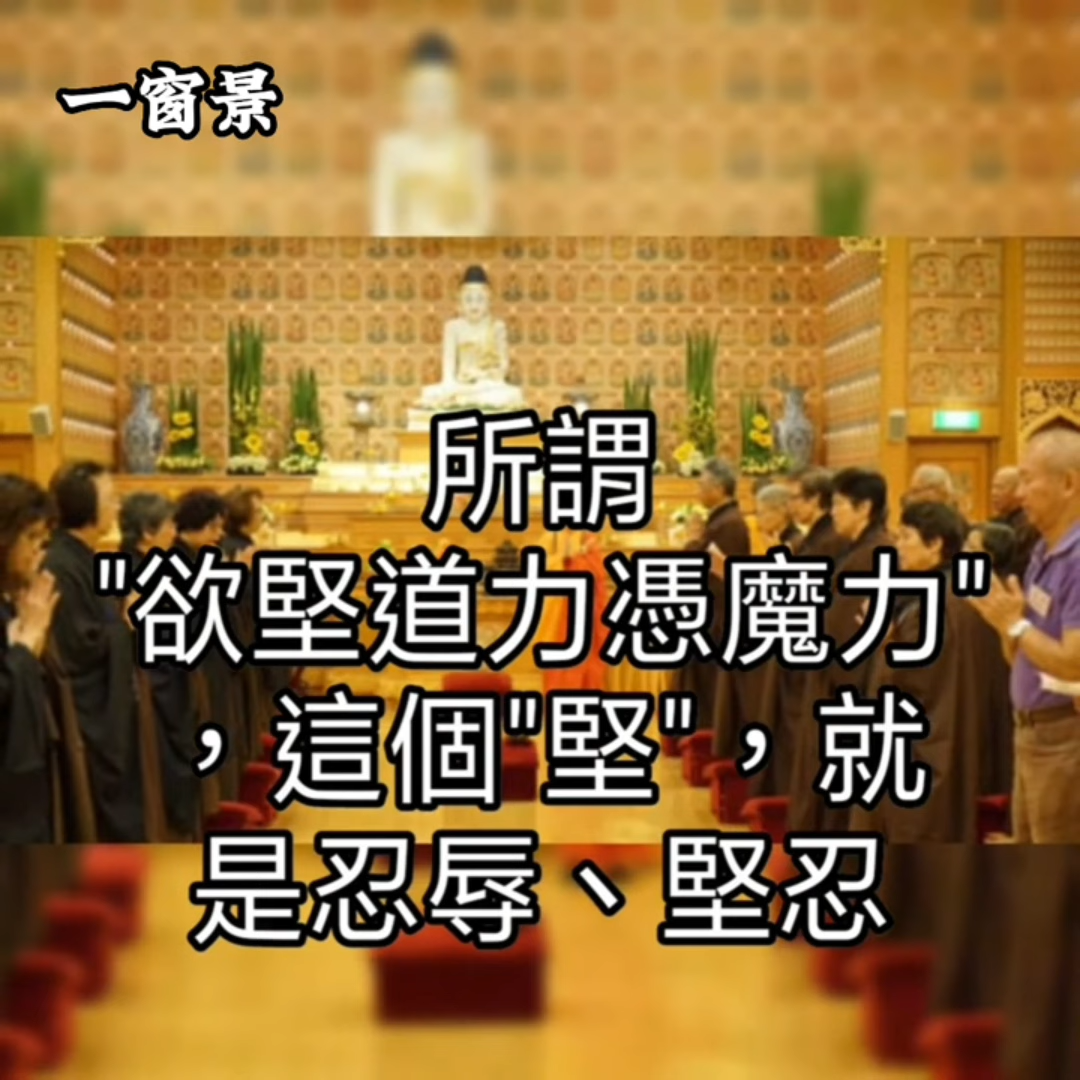 一窗景
所謂
"欲堅道力憑魔力"
，這個"堅"，就
是忍辱、堅忍